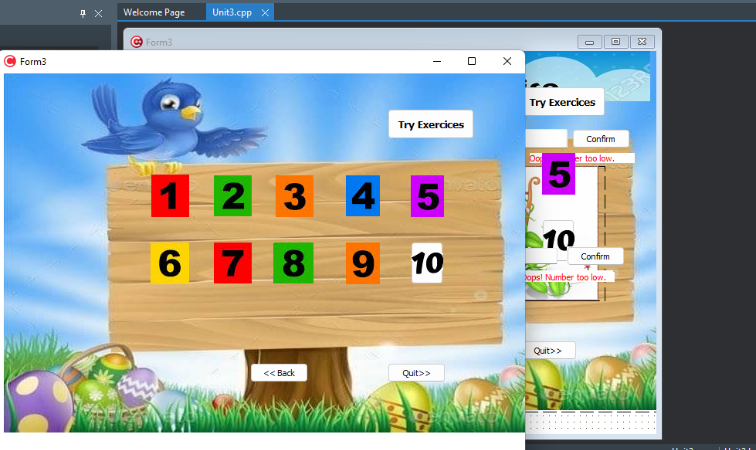 Welcome Page
Unit3.cpp
Form3
Form3
Try Exercices
Try Exercices
Confirm
number too low.
1 2 3 4 5
5
6 7 8 9 10
10
Confirm
Oops! Number too low.
Quit>>
<< Back
Quit>>